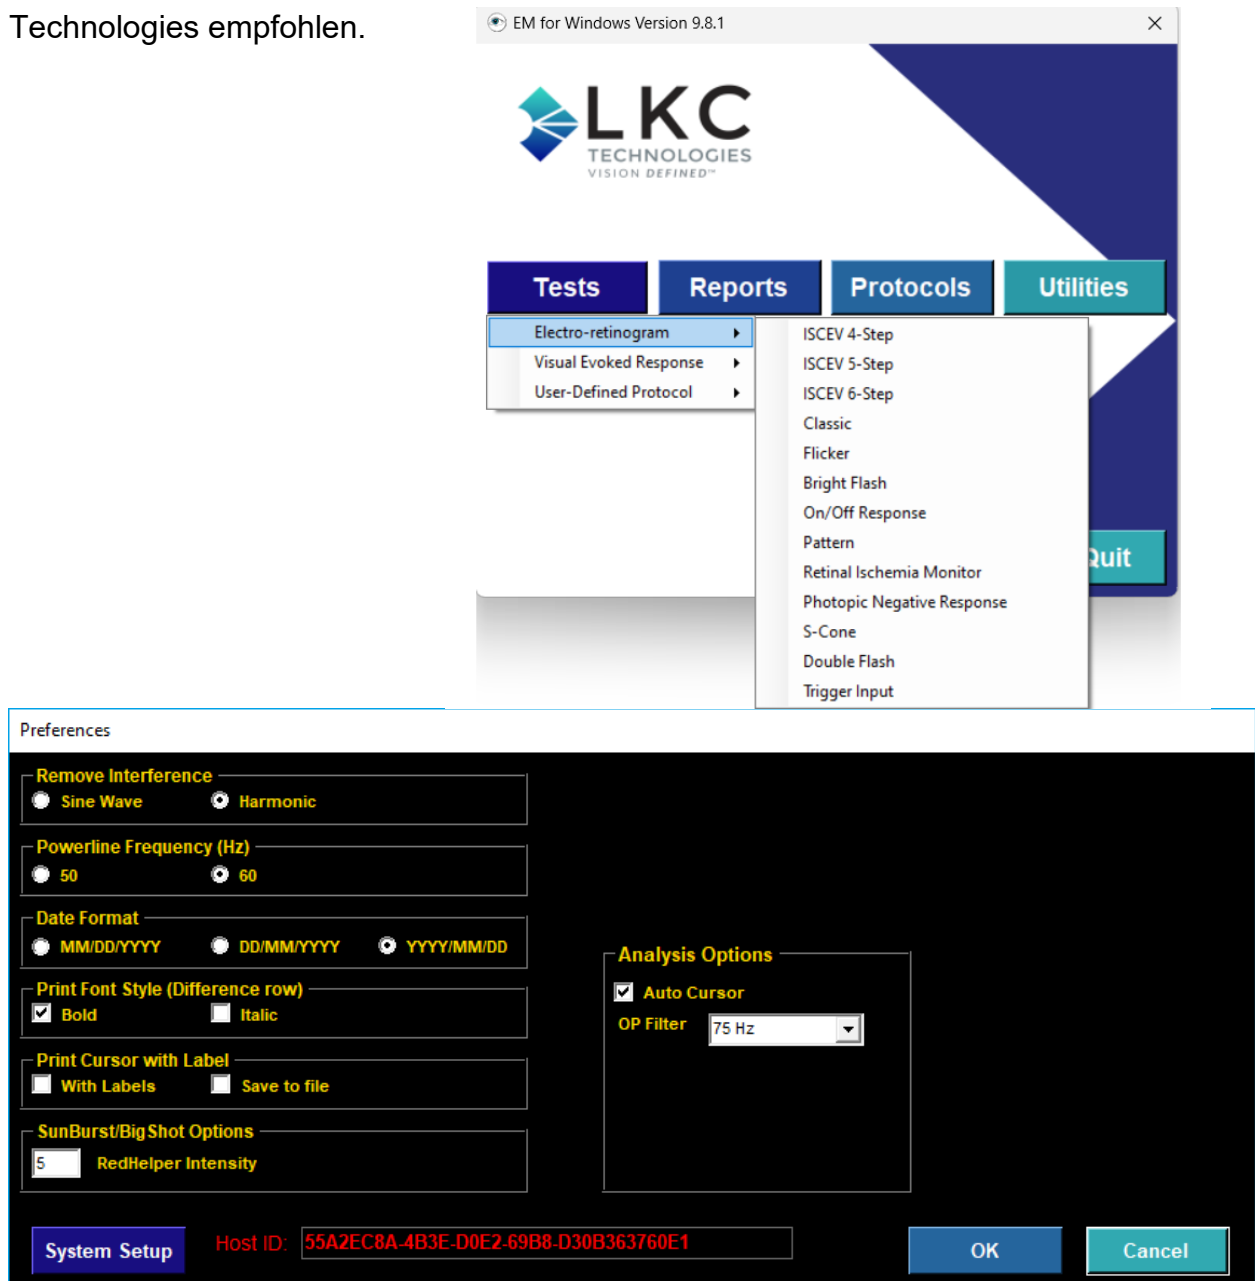 Technologies empfohlen.
EM for Windows Version 9.8.1
LKC
TECHNOLOGIES
VISION DEFINED™
Tests Reports Protocols Utilities
Electro-retinogram
Visual Evoked Response
User-Defined Protocol
ISCEV 4-Step
ISCEV 5-Step
ISCEV 6-Step
Classic
Flicker
Bright Flash
On/Off Response
Pattern
Retinal Ischemia Monitor
Photopic Negative Response
S-Cone
Double Flash
Trigger Input
Quit
Preferences
Remove Interference
Sine Wave Harmonic
Powerline Frequency (Hz)
50 60
Date Format
MM/DD/YYYY DD/MM/YYYY YYYY/MM/DD
Print Font Style (Difference row)
Bold Italic
Print Cursor with Label
With Labels Save to file
SunBurst/BigShot Options
5 RedHelper Intensity
Analysis Options
Auto Cursor
OP Filter 75 Hz
System Setup Host ID: 55A2EC8A-4B3E-D0E2-69B8-D30B363760E1 OK Cancel